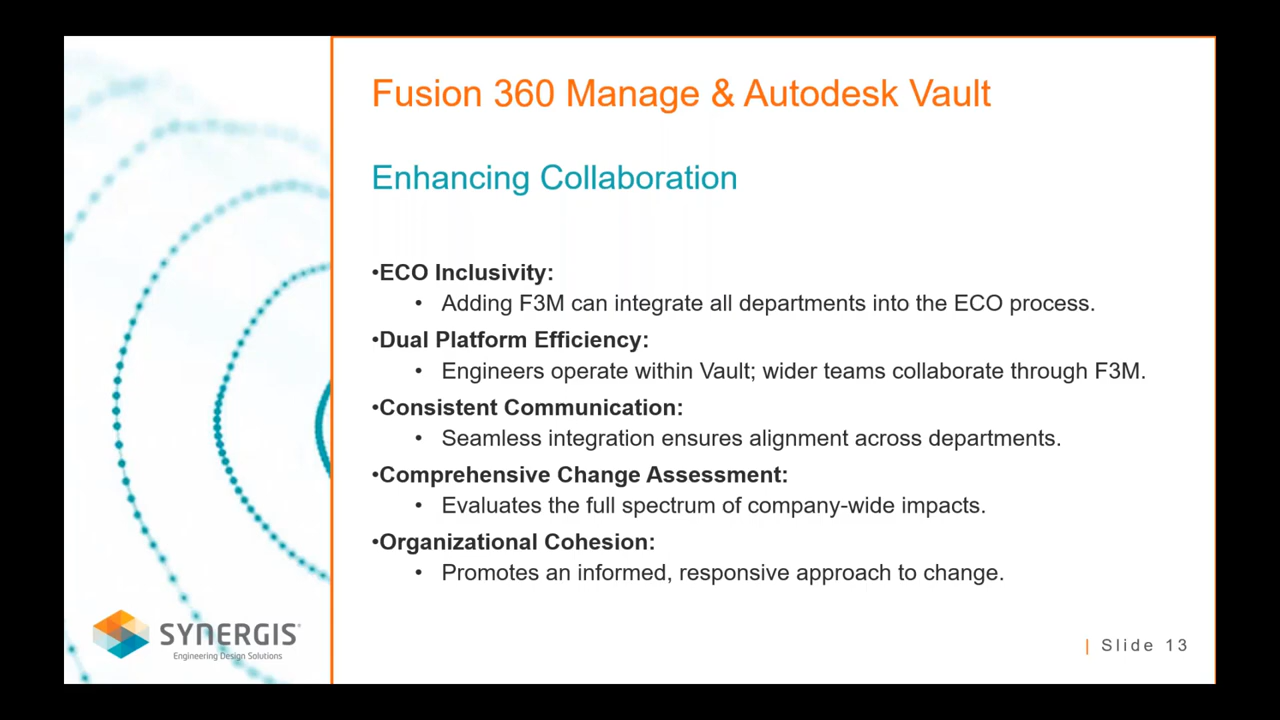 Fusion 360 Manage & Autodesk Vault
Enhancing Collaboration
•ECO Inclusivity:
• Adding F3M can integrate all departments into the ECO process.
•Dual Platform Efficiency:
• Engineers operate within Vault; wider teams collaborate through F3M.
•Consistent Communication:
• Seamless integration ensures alignment across departments.
•Comprehensive Change Assessment:
• Evaluates the full spectrum of company-wide impacts.
•Organizational Cohesion:
• Promotes an informed, responsive approach to change.
SYNERGIS®
Engineering Design Solutions
| Slide 13